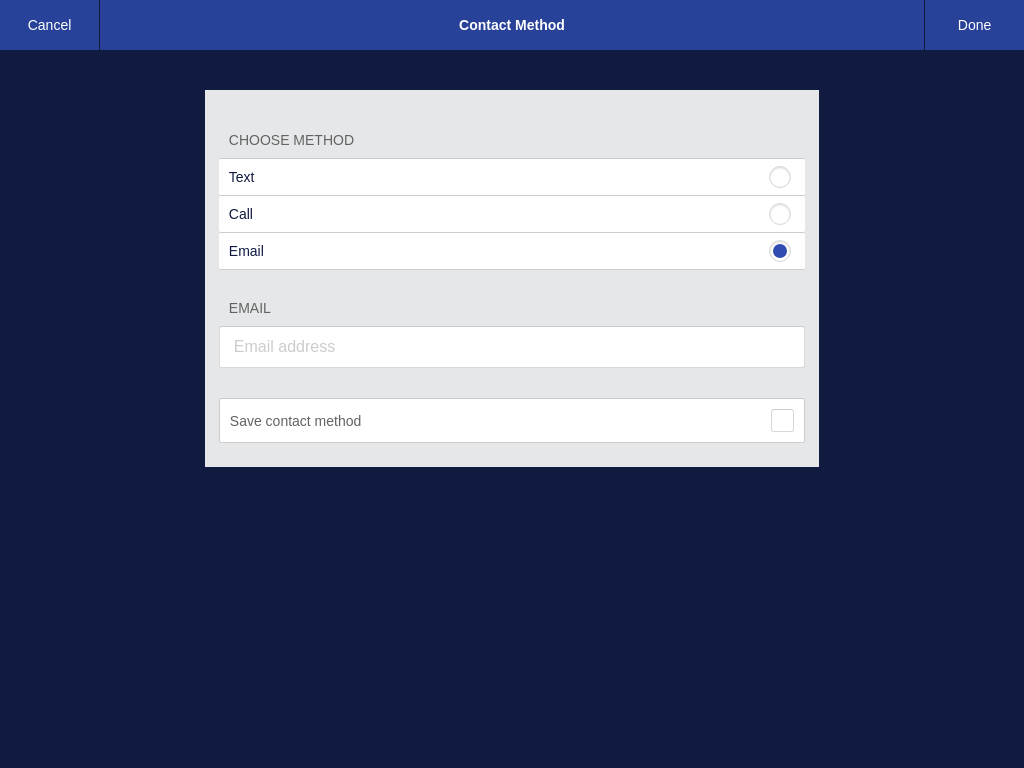 Cancel
Contact Method
Done
CHOOSE METHOD
Text
Call
Email
EMAIL
Email address
Save contact method